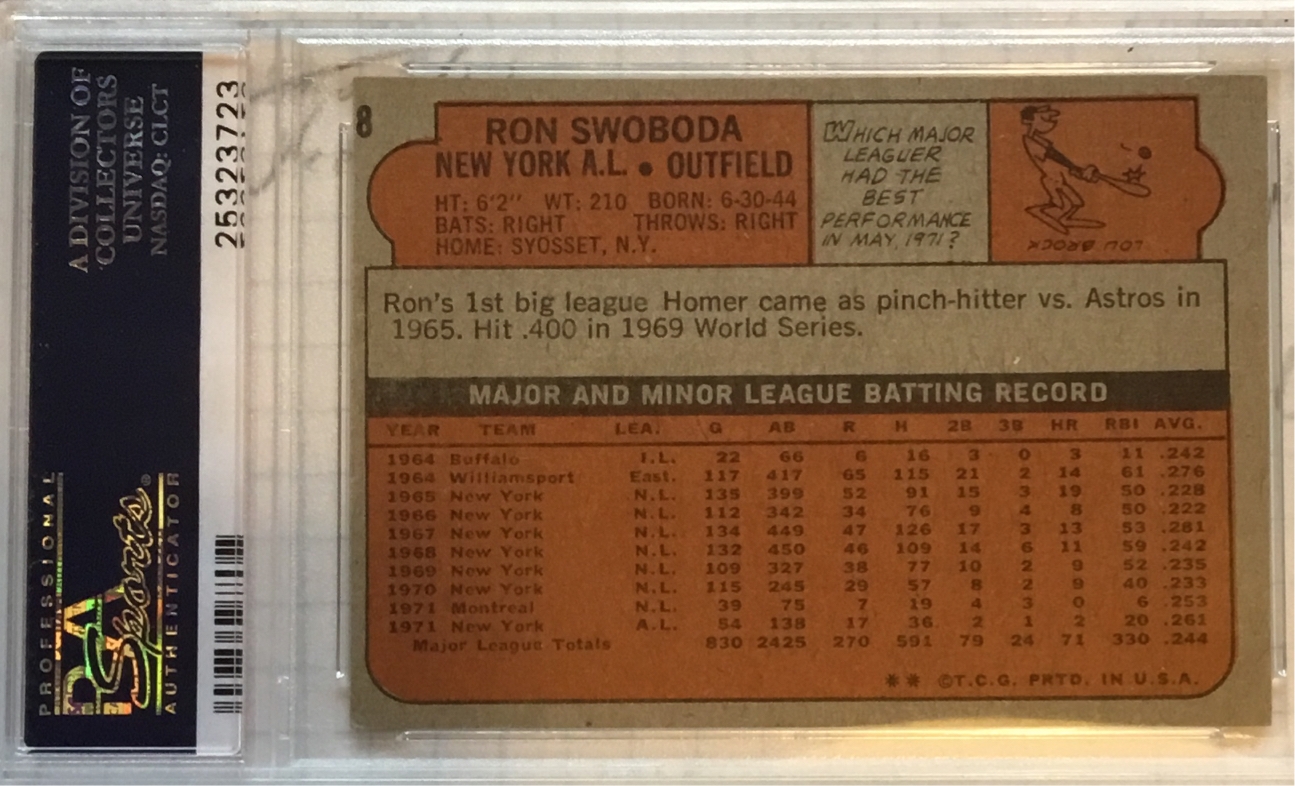 A DIVISION OF
COLLECTORS
UNIVERSE
NASDAQ: CLCT
25323723
PROFESSIONAL
PSA
Sports®
AUTHENTICATOR
8
RON SWOBODA
NEW YORK A.L. • OUTFIELD
HT: 6'2" WT: 210 BORN: 6-30-44
BATS: RIGHT THROWS: RIGHT
HOME: SYOSSET, N.Y.
WHICH MAJOR
LEAGUER
HAD THE
BEST
PERFORMANCE
IN MAY, 1971?
LOU BROCK
Ron's 1st big league Homer came as pinch-hitter vs. Astros in
1965. Hit .400 in 1969 World Series.
MAJOR AND MINOR LEAGUE BATTING RECORD
YEAR TEAM LEA. G AB R H 2B 3B HR RBI AVG.
1964 Buffalo I.L. 22 66 6 16 3 0 3 11 .242
1964 Williamsport East. 117 417 65 115 21 2 14 61 .276
1965 New York N.L. 135 399 52 91 15 3 19 50 .228
1966 New York N.L. 112 342 34 76 9 4 8 50 .222
1967 New York N.L. 134 449 47 126 17 3 13 53 .281
1968 New York N.L. 132 450 46 109 14 6 11 59 .242
1969 New York N.L. 109 327 38 77 10 2 9 52 .235
1970 New York N.L. 115 245 29 57 8 2 9 40 .233
1971 Montreal N.L. 39 75 7 19 4 3 0 6 .253
1971 New York A.L. 54 138 17 36 2 1 2 20 .261
Major League Totals 830 2425 270 591 79 24 71 330 .244
** ©T.C.G. PRTD. IN U.S.A.